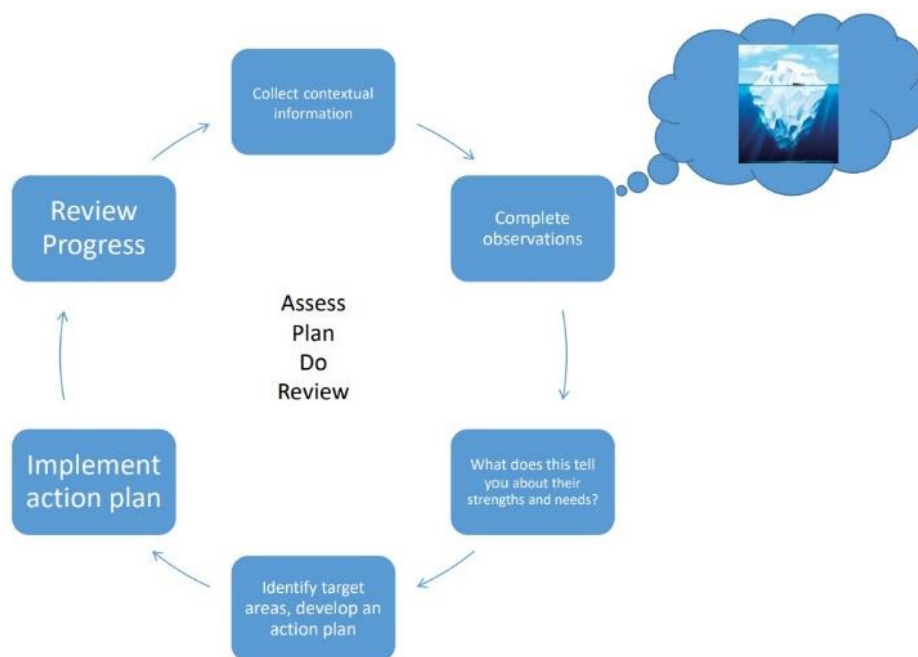 Collect contextual
information
Complete
observations
What does this tell
you about their
strengths and needs?
Identify target
areas, develop an
action plan
Implement
action plan
Review
Progress
Assess
Plan
Do
Review